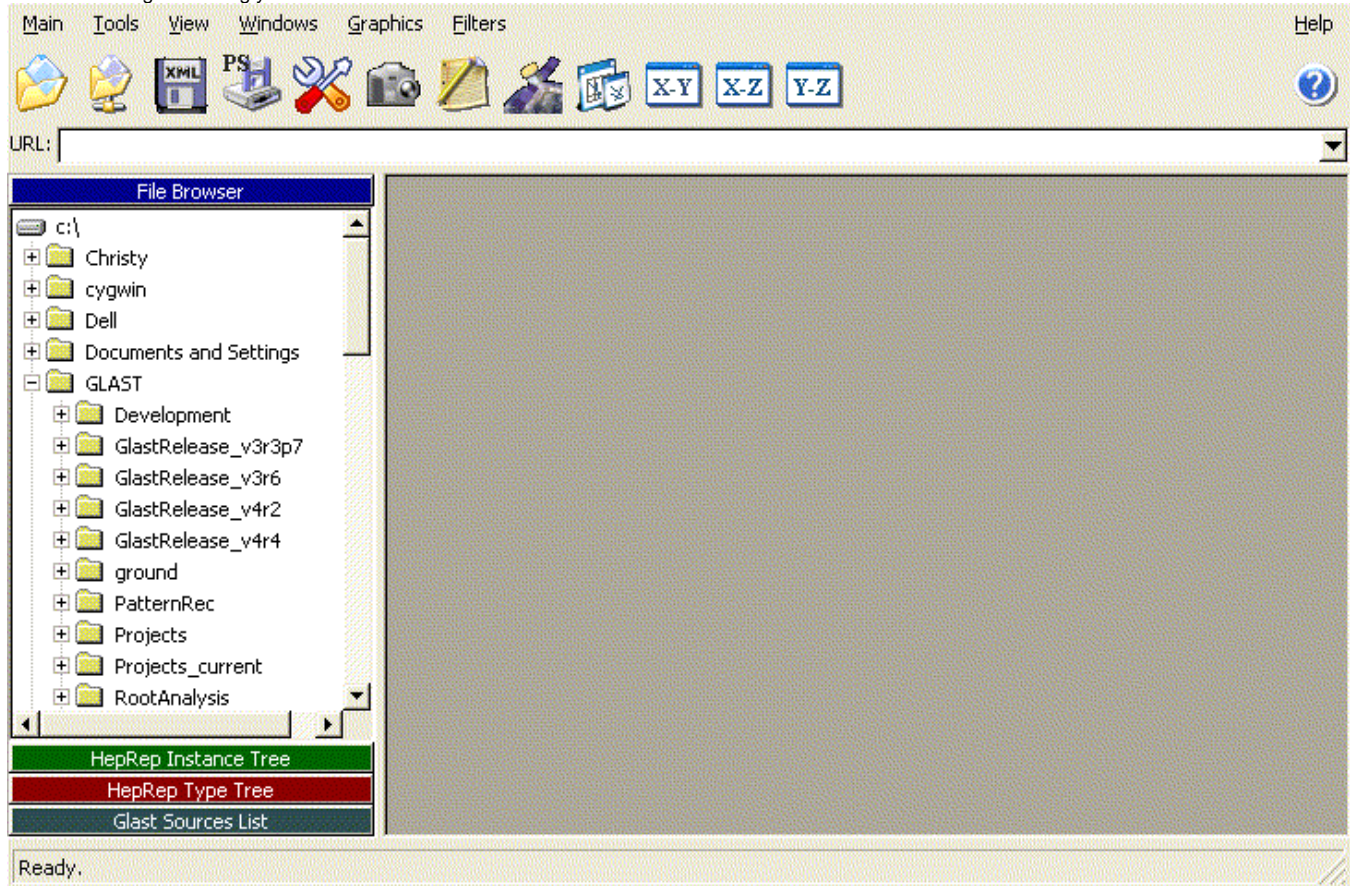 Main Tools View Windows Graphics Filters Help
XML PS X-Y X-Z Y-Z ?
URL:
File Browser
c:\
Christy
cygwin
Dell
Documents and Settings
GLAST
Development
GlastRelease_v3r3p7
GlastRelease_v3r6
GlastRelease_v4r2
GlastRelease_v4r4
ground
PatternRec
Projects
Projects_current
RootAnalysis
HepRep Instance Tree
HepRep Type Tree
Glast Sources List
Ready.